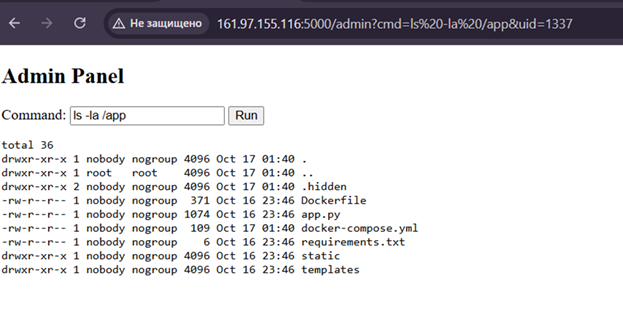 Не защищено 161.97.155.116:5000/admin?cmd=ls%20-la%20/app&uid=1337
Admin Panel
Command: ls -la /app Run
total 36
drwxr-xr-x 1 nobody nogroup 4096 Oct 17 01:40 .
drwxr-xr-x 1 root   root    4096 Oct 17 01:40 ..
drwxr-xr-x 2 nobody nogroup 4096 Oct 17 01:40 .hidden
-rw-r--r-- 1 nobody nogroup  371 Oct 16 23:46 Dockerfile
-rw-r--r-- 1 nobody nogroup 1074 Oct 16 23:46 app.py
-rw-r--r-- 1 nobody nogroup  109 Oct 17 01:40 docker-compose.yml
-rw-r--r-- 1 nobody nogroup    6 Oct 16 23:46 requirements.txt
drwxr-xr-x 2 nobody nogroup 4096 Oct 16 23:46 static
drwxr-xr-x 2 nobody nogroup 4096 Oct 16 23:46 templates